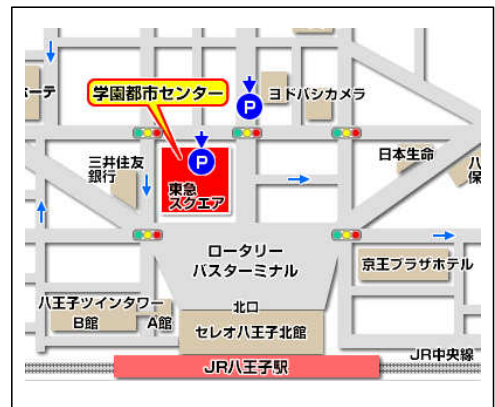 ホーテ
学園都市センター
P
ヨドバシカメラ
P
三井住友
銀行
東急
スクエア
日本生命
八
保
ロータリー
バスターミナル
京王プラザホテル
八王子ツインタワー
B館
A館
北口
セレオ八王子北館
JR中央線
JR八王子駅